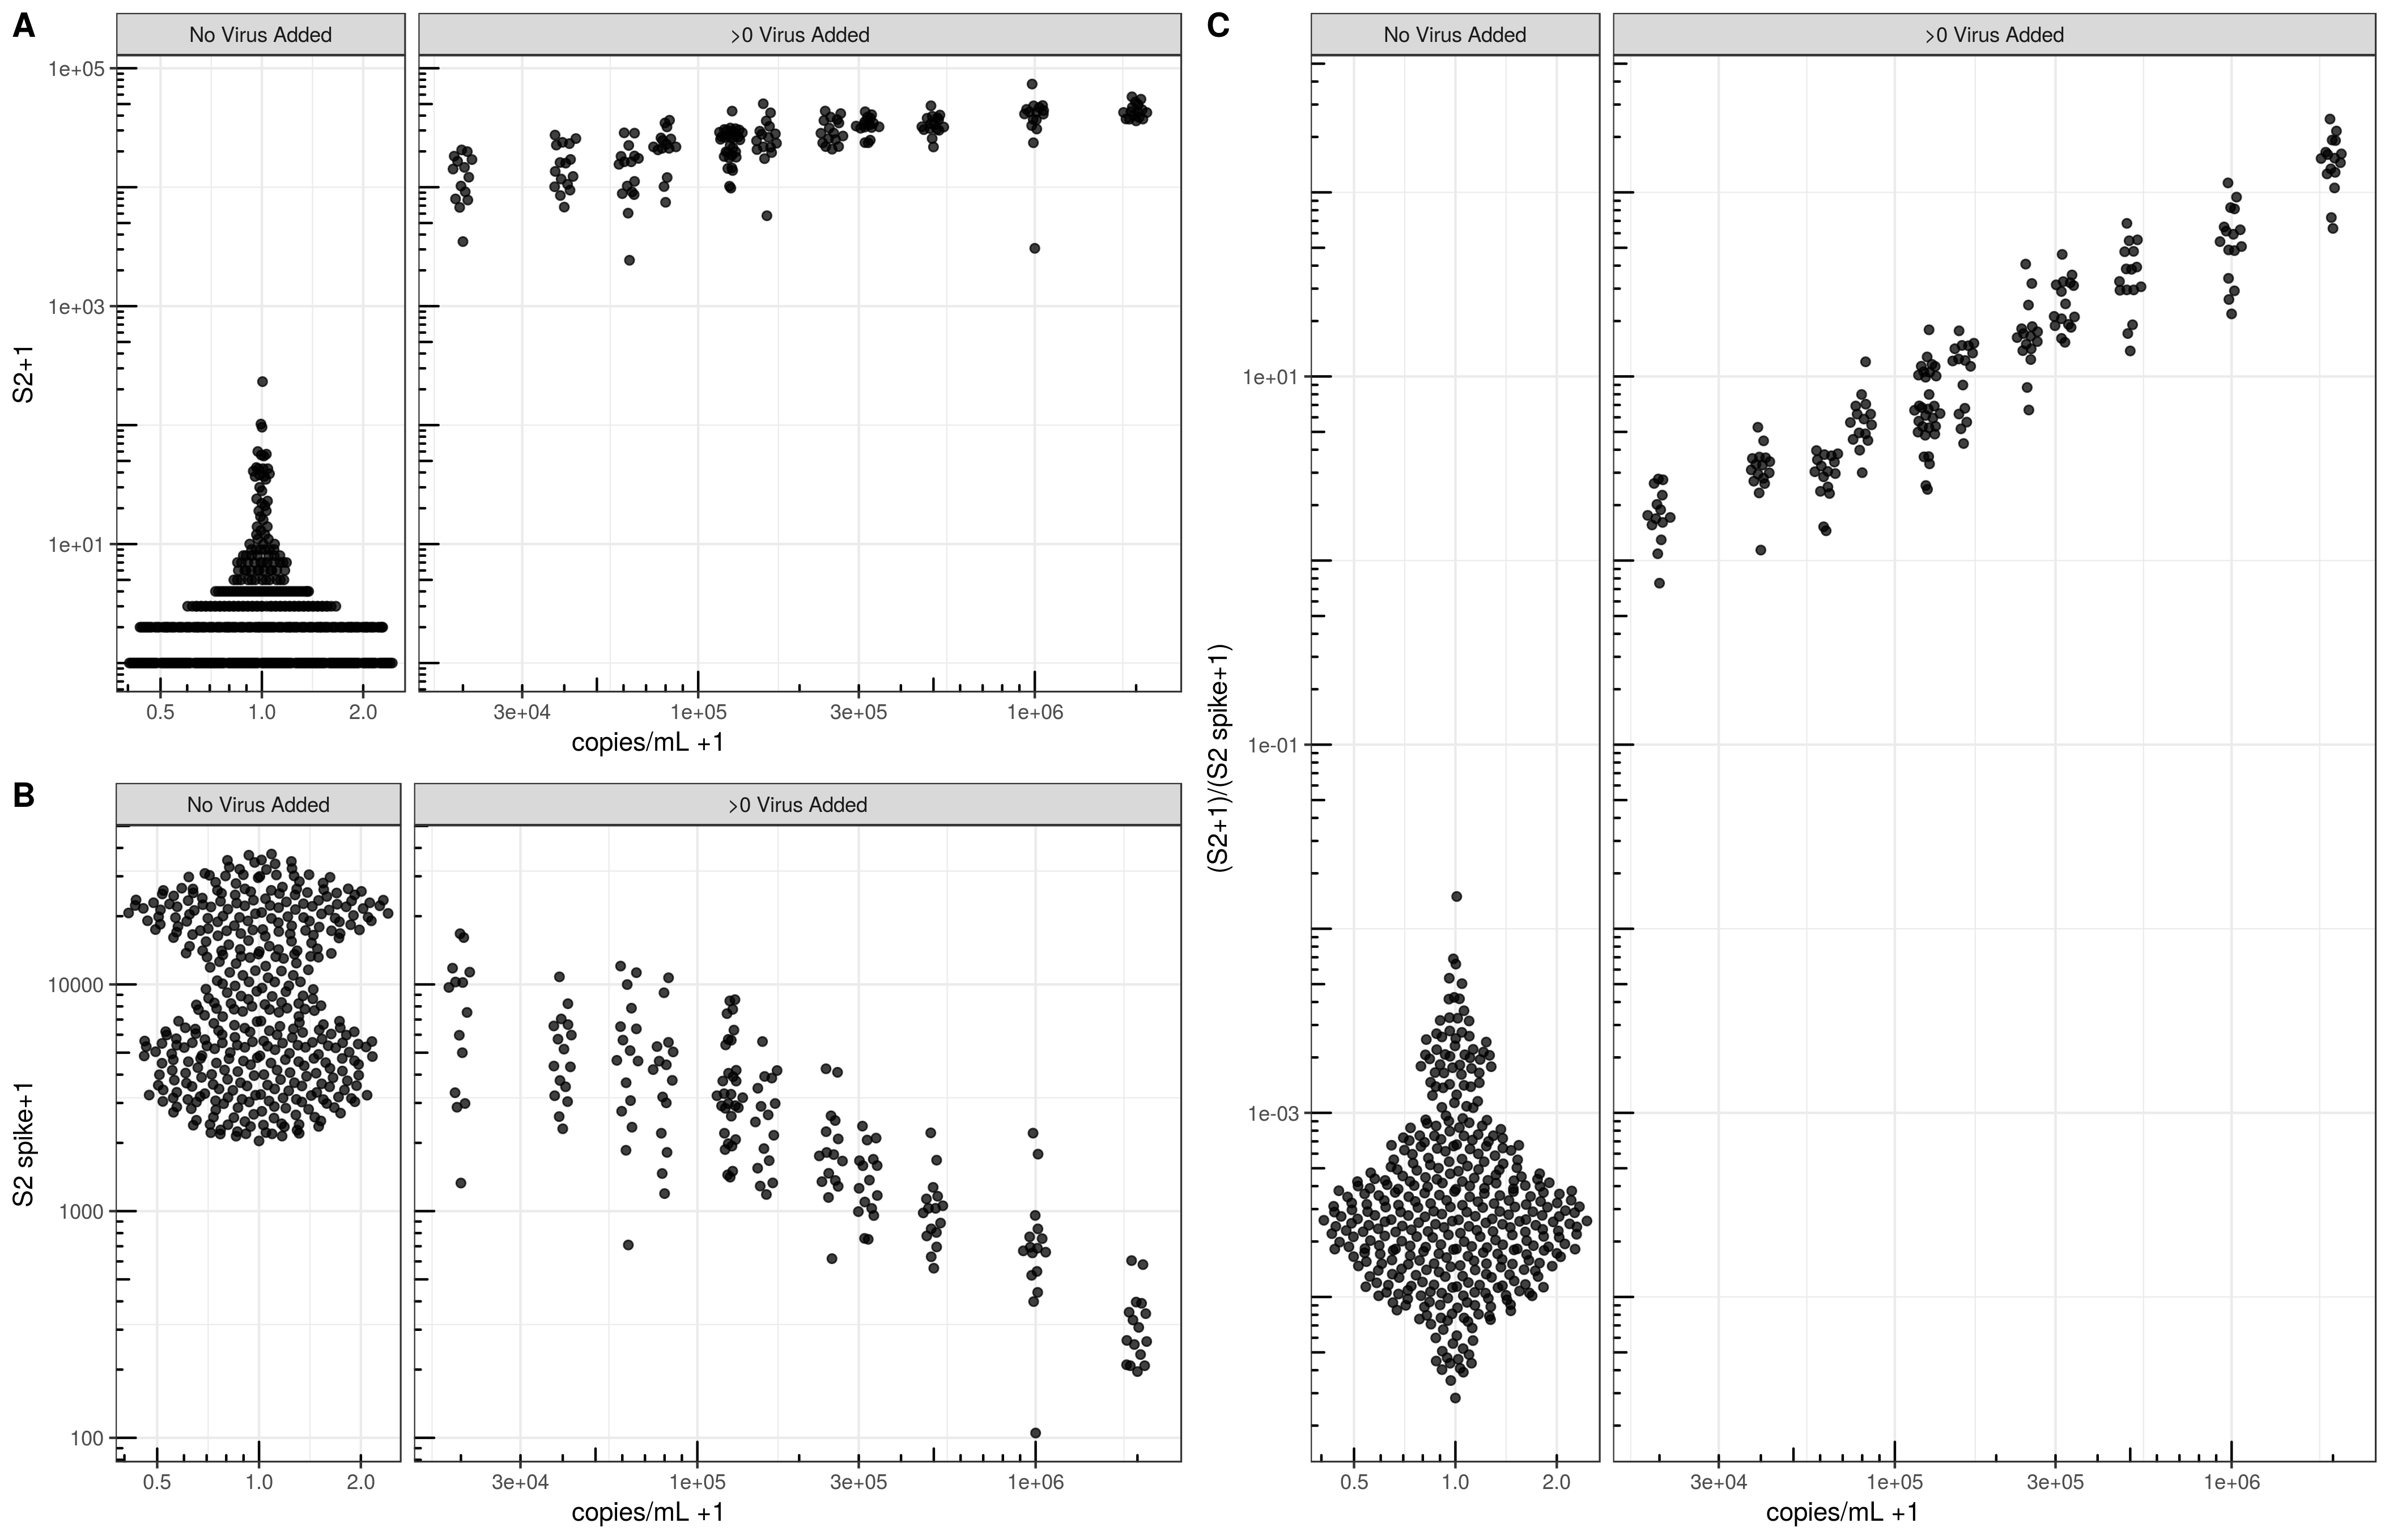 A
No Virus Added
>0 Virus Added
S2+1
1e+05
1e+03
1e+01
0.5 1.0 2.0
3e+04 1e+05 3e+05 1e+06
copies/mL +1
B
No Virus Added
>0 Virus Added
S2 spike+1
10000
1000
100
0.5 1.0 2.0
3e+04 1e+05 3e+05 1e+06
copies/mL +1
C
No Virus Added
>0 Virus Added
(S2+1)/(S2 spike+1)
1e+01
1e-01
1e-03
0.5 1.0 2.0
3e+04 1e+05 3e+05 1e+06
copies/mL +1